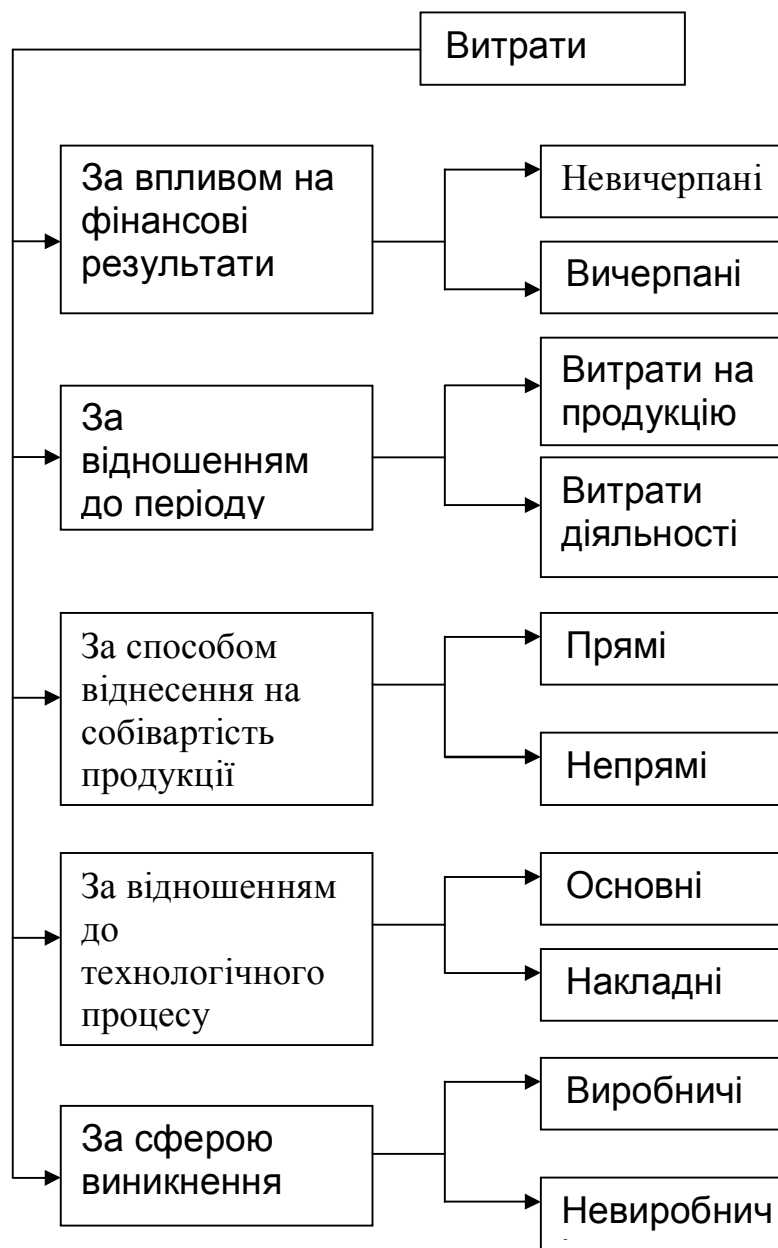 Витрати
За впливом на
фінансові
результати
Невичерпані
Вичерпані
За
відношенням
до періоду
Витрати на
продукцію
Витрати
діяльності
За способом
віднесення на
собівартість
продукції
Прямі
Непрямі
За відношенням
до
технологічного
процесу
Основні
Накладні
За сферою
виникнення
Виробничі
Невиробнич